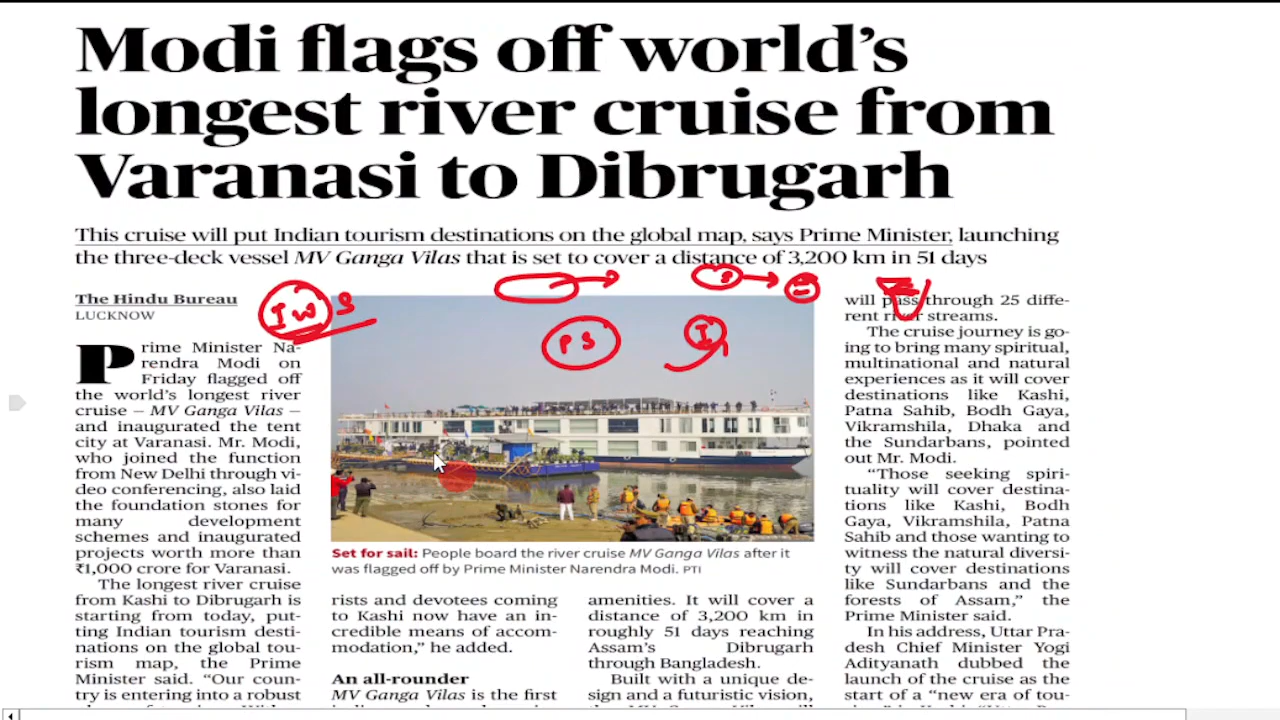 Modi flags off world's
longest river cruise from
Varanasi to Dibrugarh
This cruise will put Indian tourism destinations on the global map, says Prime Minister, launching
the three-deck vessel MV Ganga Vilas that is set to cover a distance of 3,200 km in 51 days
The Hindu Bureau
LUCKNOW
Prime Minister Na-
rendra Modi on
Friday flagged off
the world's longest river
cruise – MV Ganga Vilas –
and inaugurated the tent
city at Varanasi. Mr. Modi,
who joined the function
from New Delhi through vi-
deo conferencing, also laid
the foundation stones for
many development
schemes and inaugurated
projects worth more than
₹1,000 crore for Varanasi.
The longest river cruise
from Kashi to Dibrugarh is
starting from today, put-
ting Indian tourism desti-
nations on the global tou-
rism map, the Prime
Minister said. “Our coun-
try is entering into a robust
IWS
PS
I
Set for sail: People board the river cruise MV Ganga Vilas after it
was flagged off by Prime Minister Narendra Modi. PTI
rists and devotees coming
to Kashi now have an in-
credible means of accom-
modation,” he added.
An all-rounder
MV Ganga Vilas is the first
amenities. It will cover a
distance of 3,200 km in
roughly 51 days reaching
Assam's Dibrugarh
through Bangladesh.
Built with a unique de-
sign and a futuristic vision,
will pass through 25 diffe-
rent river streams.
The cruise journey is go-
ing to bring many spiritual,
multinational and natural
experiences as it will cover
destinations like Kashi,
Patna Sahib, Bodh Gaya,
Vikramshila, Dhaka and
the Sundarbans, pointed
out Mr. Modi.
“Those seeking spiri-
tuality will cover destina-
tions like Kashi, Bodh
Gaya, Vikramshila, Patna
Sahib and those wanting to
witness the natural diversi-
ty will cover destinations
like Sundarbans and the
forests of Assam,” the
Prime Minister said.
In his address, Uttar Pra-
desh Chief Minister Yogi
Adityanath dubbed the
launch of the cruise as the
start of a “new era of tou-